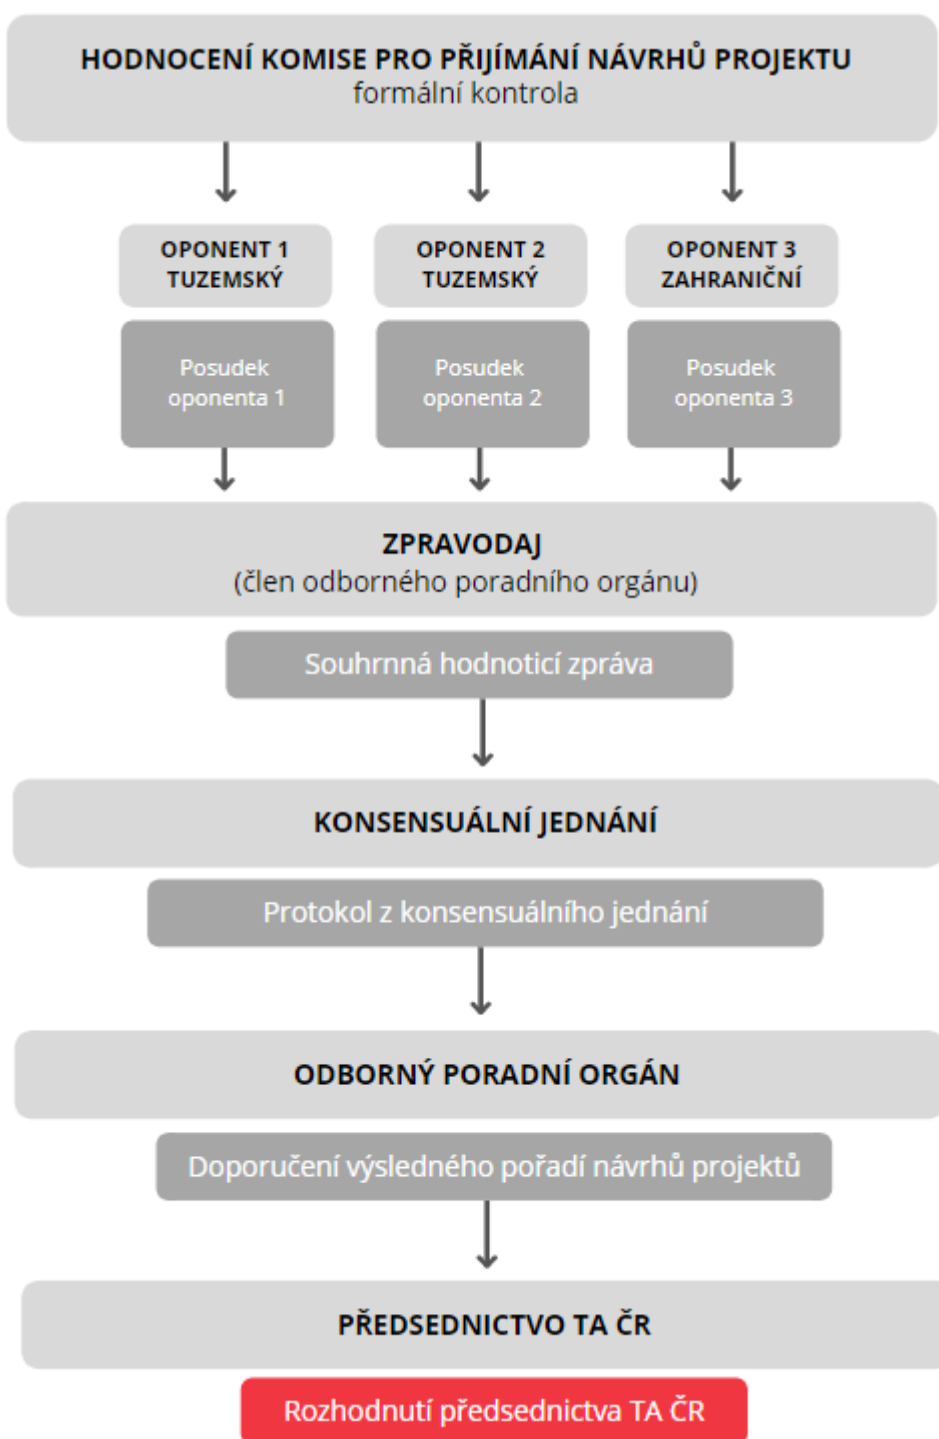 HODNOCENÍ KOMISE PRO PŘIJÍMÁNÍ NÁVRHŮ PROJEKTU
formální kontrola
OPONENT 1
TUZEMSKÝ
OPONENT 2
TUZEMSKÝ
OPONENT 3
ZAHRANIČNÍ
Posudek
oponenta 1
Posudek
oponenta 2
Posudek
oponenta 3
ZPRAVODAJ
(člen odborného poradního orgánu)
Souhrnná hodnoticí zpráva
KONSENSUÁLNÍ JEDNÁNÍ
Protokol z konsensuálního jednání
ODBORNÝ PORADNÍ ORGÁN
Doporučení výsledného pořadí návrhů projektů
PŘEDSEDNICTVO TA ČR
Rozhodnutí předsednictva TA ČR